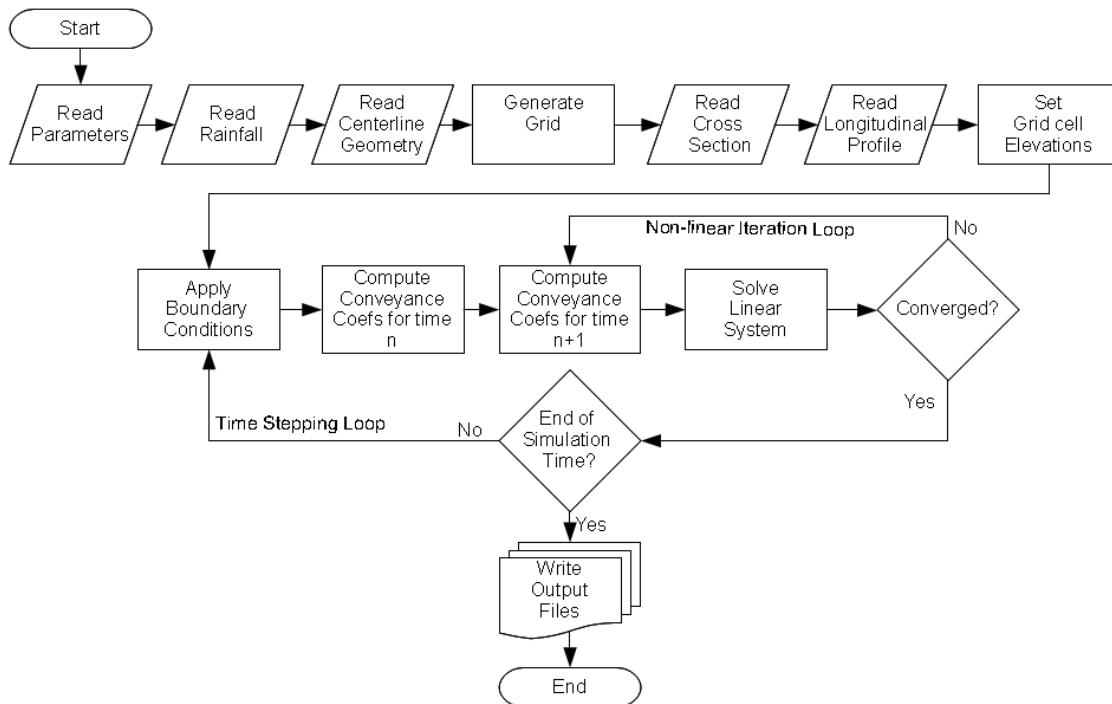 Start
Read
Parameters
Read
Rainfall
Read
Centerline
Geometry
Generate
Grid
Read
Cross
Section
Read
Longitudinal
Profile
Set
Grid cell
Elevations
Non-linear Iteration Loop
No
Apply
Boundary
Conditions
Compute
Conveyance
Coefs for time
n
Compute
Conveyance
Coefs for time
n+1
Solve
Linear
System
Converged?
Yes
Time Stepping Loop
No
End of
Simulation
Time?
Yes
Write
Output
Files
End